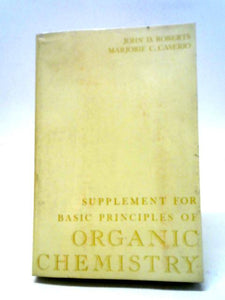 JOHN D. ROBERTS
MARJORIE C. CASERIO
SUPPLEMENT FOR
BASIC PRINCIPLES OF
ORGANIC
CHEMISTRY